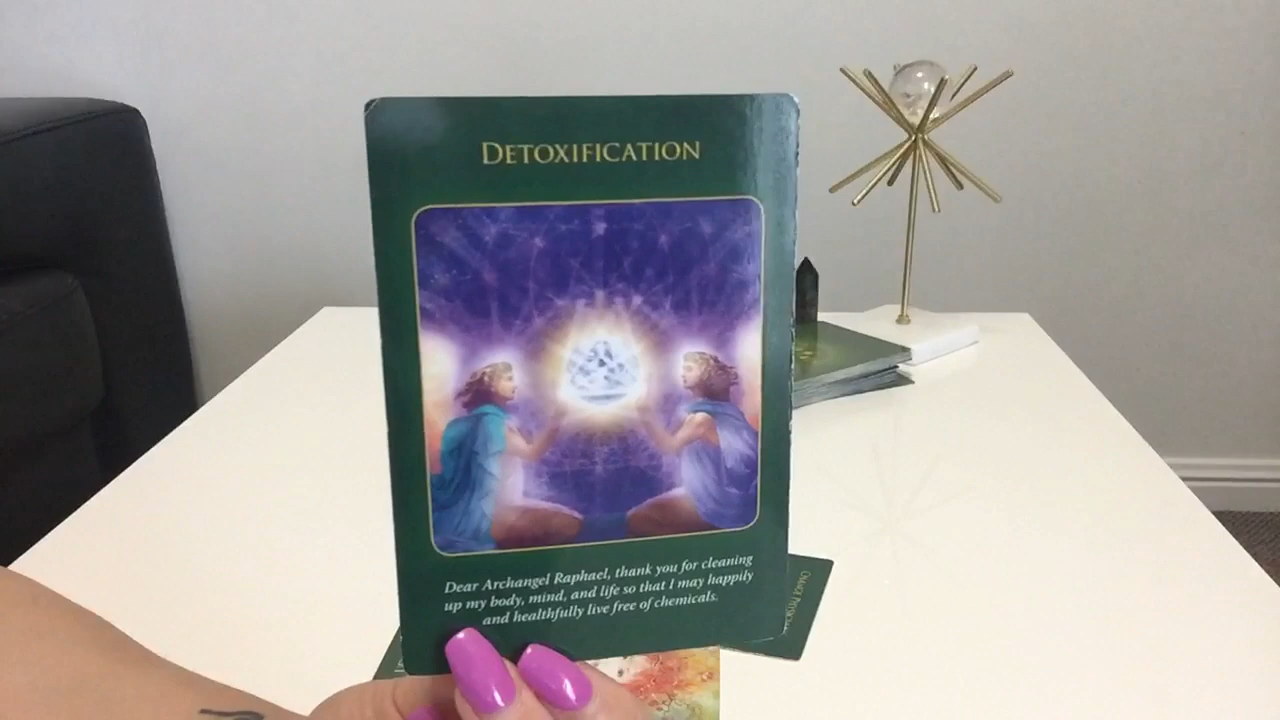 DETOXIFICATION
Dear Archangel Raphael, thank you for cleaning
up my body, mind, and life so that I may happily
and healthfully live free of chemicals.